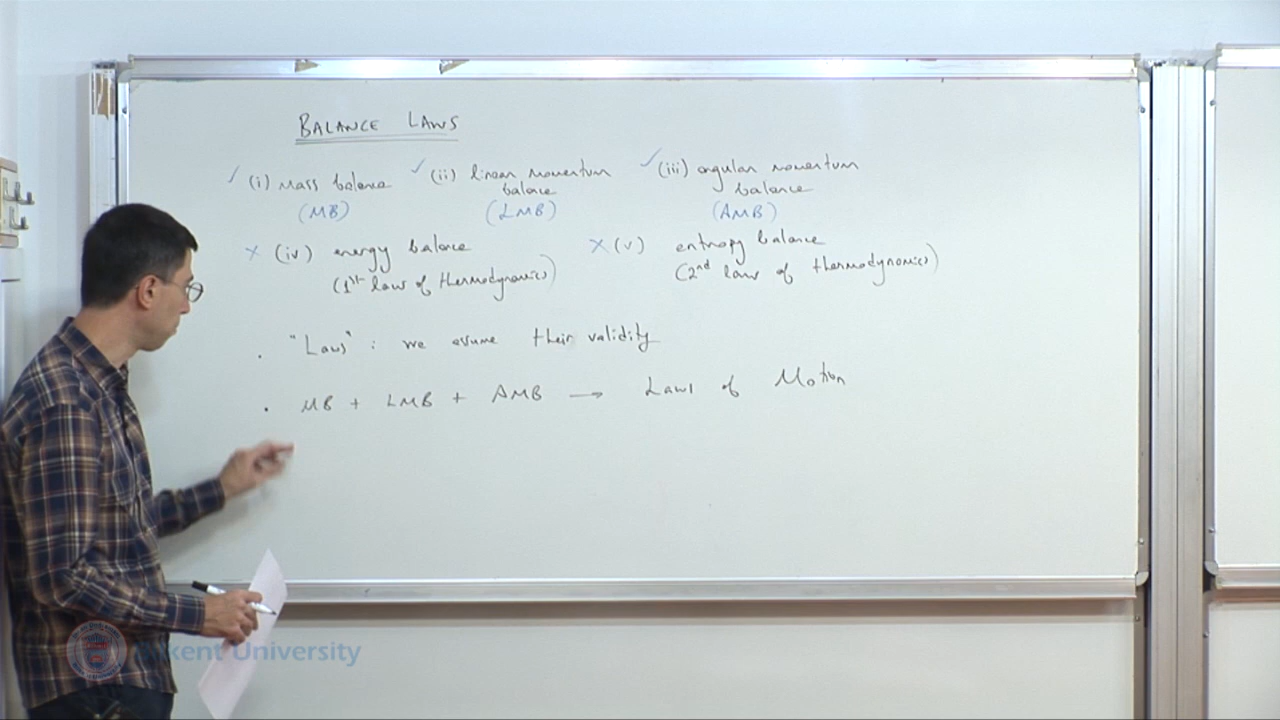 BALANCE LAWS
✓ (i) mass balance ✓ (ii) linear momentum balance ✓ (iii) angular momentum balance
(MB) (LMB) (AMB)
× (iv) energy balance × (v) entropy balance
(1st law of thermodynamics) (2nd law of thermodynamics)
. "Laws" : we assume their validity
. MB + LMB + AMB → Laws of Motion
kent University